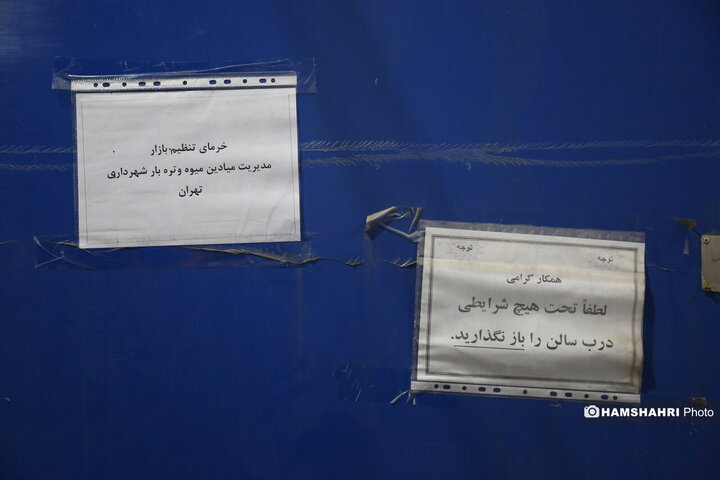 خرمای تنظیم بازار
مدیریت میادین میوه وتره بار شهرداری
تهران
توجه
توجه
همکار گرامی
لطفاً تحت هیچ شرایطی
درب سالن را باز نگذارید.
HAMSHAHRI Photo